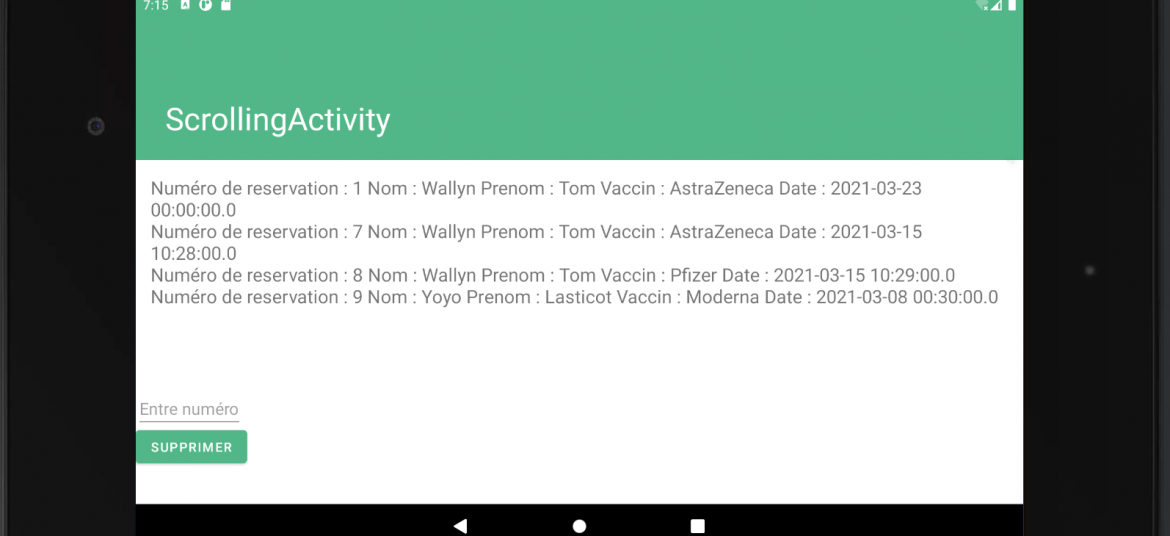 7:15
ScrollingActivity
Numéro de reservation : 1 Nom : Wallyn Prenom : Tom Vaccin : AstraZeneca Date : 2021-03-23
00:00:00.0
Numéro de reservation : 7 Nom : Wallyn Prenom : Tom Vaccin : AstraZeneca Date : 2021-03-15
10:28:00.0
Numéro de reservation : 8 Nom : Wallyn Prenom : Tom Vaccin : Pfizer Date : 2021-03-15 10:29:00.0
Numéro de reservation : 9 Nom : Yoyo Prenom : Lasticot Vaccin : Moderna Date : 2021-03-08 00:30:00.0
Entre numéro
SUPPRIMER